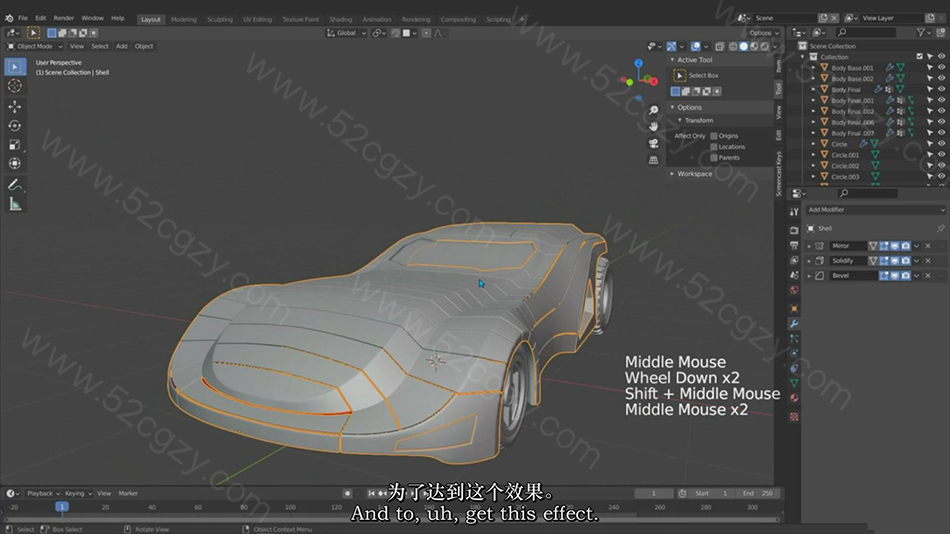 File Edit Render Window Help Layout Modeling Sculpting UV Editing Texture Paint Shading Animation Rendering Compositing Scripting + Scene View Layer
Global Options
Object Mode View Select Add Object
User Perspective
(1) Scene Collection | Shell
Active Tool
Select Box
Options
Transform
Affect Only Origins
Locations
Parents
Workspace
Item
Tool
View
Edit
Screencast Keys
Scene Collection
Collection
Body Base.001
Body Base.002
Body Final
Body Final .001
Body Final .002
Body Final .006
Body Final .007
Circle
Circle.001
Circle.002
Circle.003
Add Modifier
Shell
Mirror
Solidify
Bevel
Z
Y
X
Middle Mouse
Wheel Down x2
Shift + Middle Mouse
Middle Mouse x2
为了达到这个效果。
And to, uh, get this effect.
Playback Keying View Marker 1 Start 1 End 250
-20 1 20 40 60 80 100 120 140 200 220 240 260 280 300
Select Box Select Rotate View Object Context Menu
www.52cgzy.com